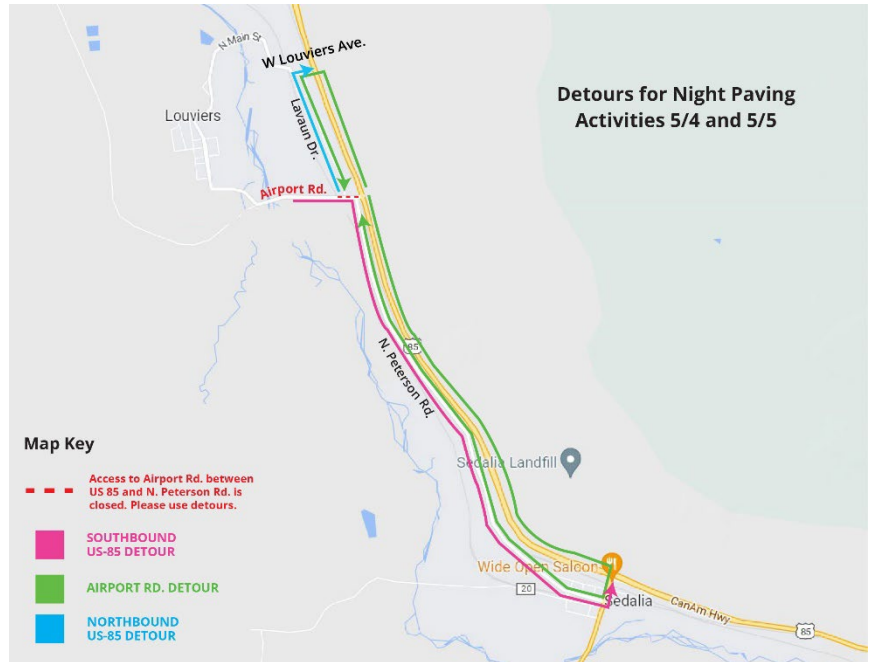 N Main St
W Louviers Ave.
Detours for Night Paving
Activities 5/4 and 5/5
Louviers
Lavaun Dr.
Airport Rd.
85
N. Peterson Rd.
Map Key
Sedalia Landfill
Access to Airport Rd. between
US 85 and N. Peterson Rd. is
closed. Please use detours.
SOUTHBOUND
US-85 DETOUR
Wide Open Saloon
20
Sedalia
CanAm Hwy
AIRPORT RD. DETOUR
85
NORTHBOUND
US-85 DETOUR